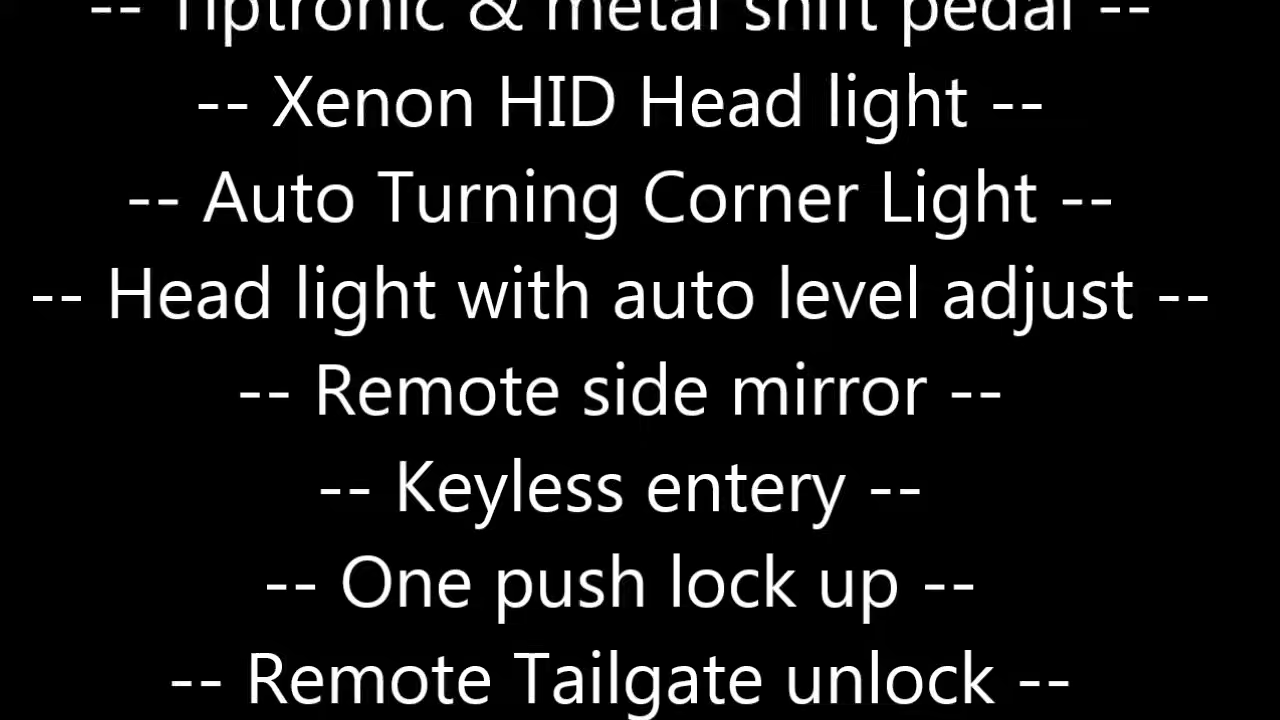 -- Tiptronic & metal shift pedal --
-- Xenon HID Head light --
-- Auto Turning Corner Light --
-- Head light with auto level adjust --
-- Remote side mirror --
-- Keyless entery --
-- One push lock up --
-- Remote Tailgate unlock --